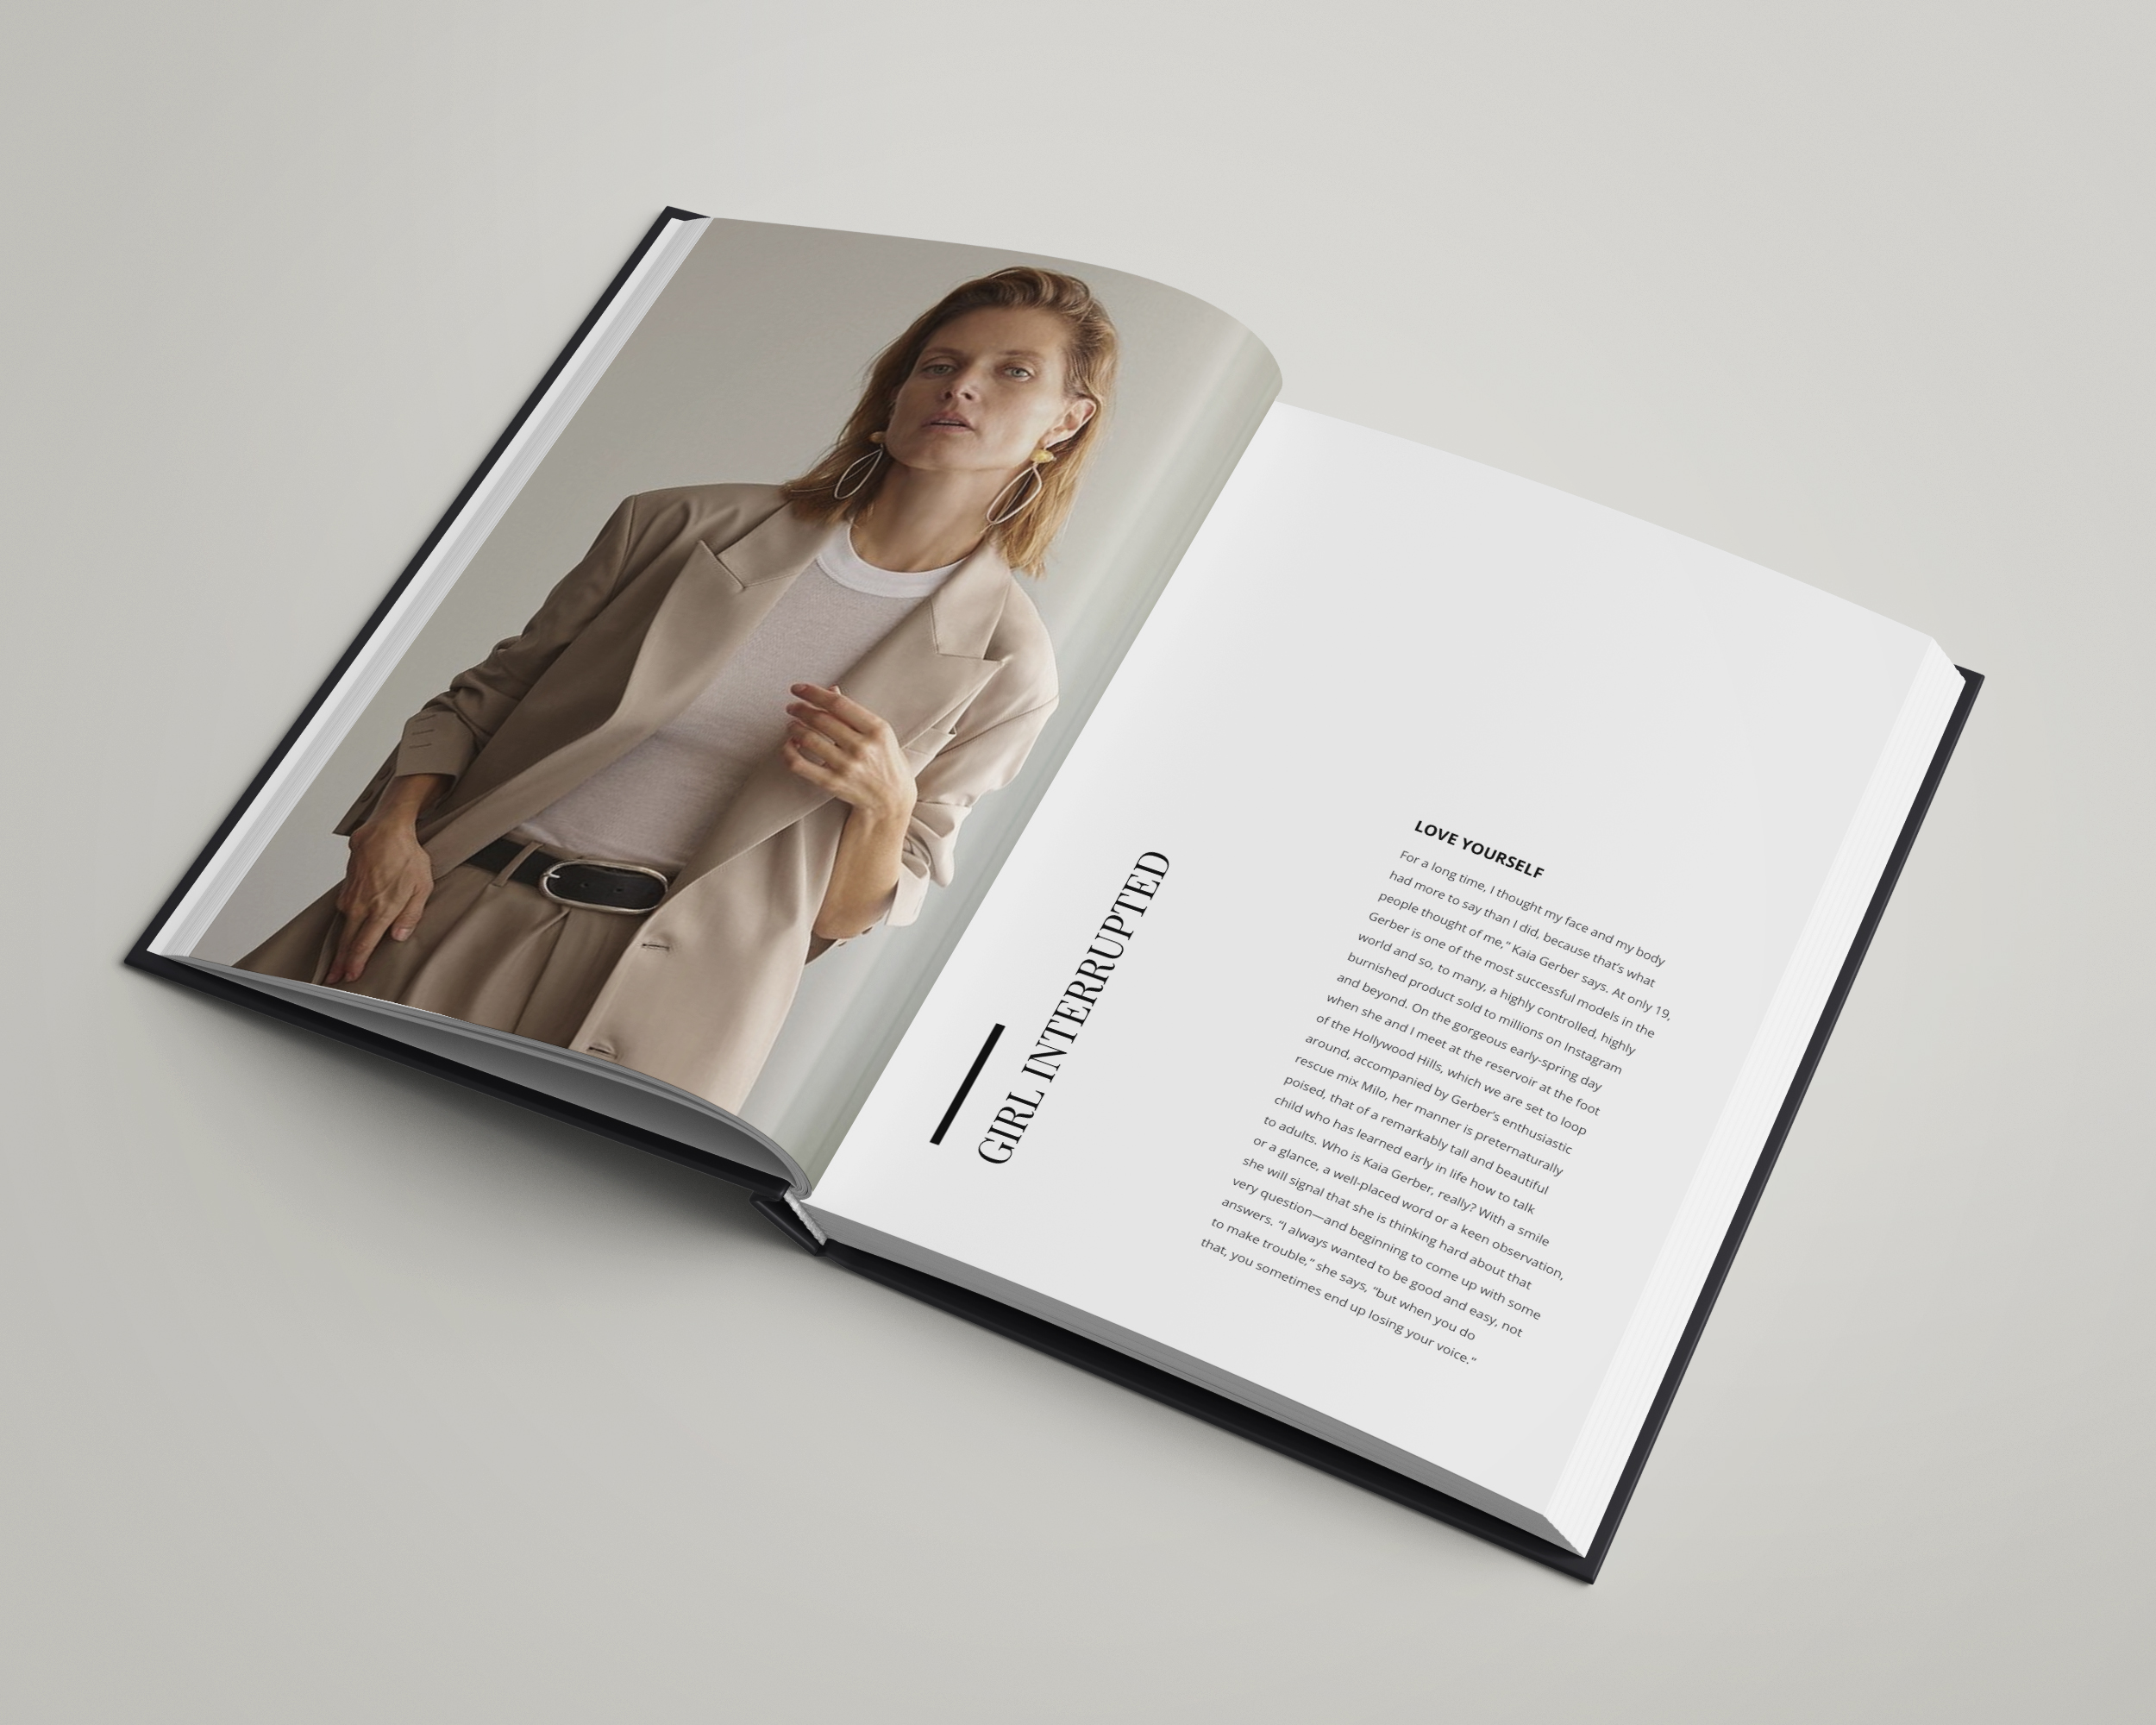 GIRL INTERRUPTED
LOVE YOURSELF
For a long time, I thought my face and my body
had more to say than I did, because that's what
people thought of me,” Kaia Gerber says. At only 19,
Gerber is one of the most successful models in the
world and so, to many, a highly controlled, highly
burnished product sold to millions on Instagram
and beyond. On the gorgeous early-spring day
when she and I meet at the reservoir at the foot
of the Hollywood Hills, which we are set to loop
around, accompanied by Gerber's enthusiastic
rescue mix Milo, her manner is preternaturally
poised, that of a remarkably tall and beautiful
child who has learned early in life how to talk
to adults. Who is Kaia Gerber, really? With a smile
or a glance, a well-placed word or a keen observation,
she will signal that she is thinking hard about that
very question—and beginning to come up with some
answers. “I always wanted to be good and easy, not
to make trouble,” she says, “but when you do
that, you sometimes end up losing your voice.“